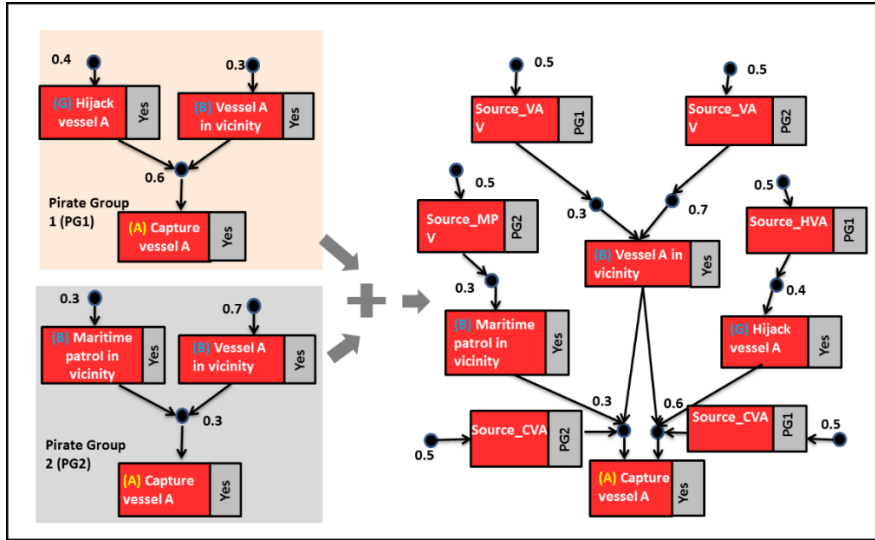 0.4
0.3
(G) Hijack
vessel A
Yes
(B) Vessel A
in vicinity
Yes
0.6
Pirate Group
1 (PG1)
(A) Capture
vessel A
Yes
0.3
0.7
(B) Maritime
patrol in
vicinity
Yes
(B) Vessel A
in vicinity
Yes
0.3
Pirate Group
2 (PG2)
(A) Capture
vessel A
Yes
0.5
0.5
Source_VA
V
PG1
Source_VA
V
PG2
0.5
0.5
Source_MP
V
PG2
0.3
0.7
Source_HVA
PG1
(B) Vessel A in
vicinity
Yes
0.3
0.4
(B) Maritime
patrol in
vicinity
Yes
(G) Hijack
vessel A
Yes
0.3
0.6
Source_CVA
PG2
Source_CVA
PG1
0.5
0.5
(A) Capture
vessel A
Yes